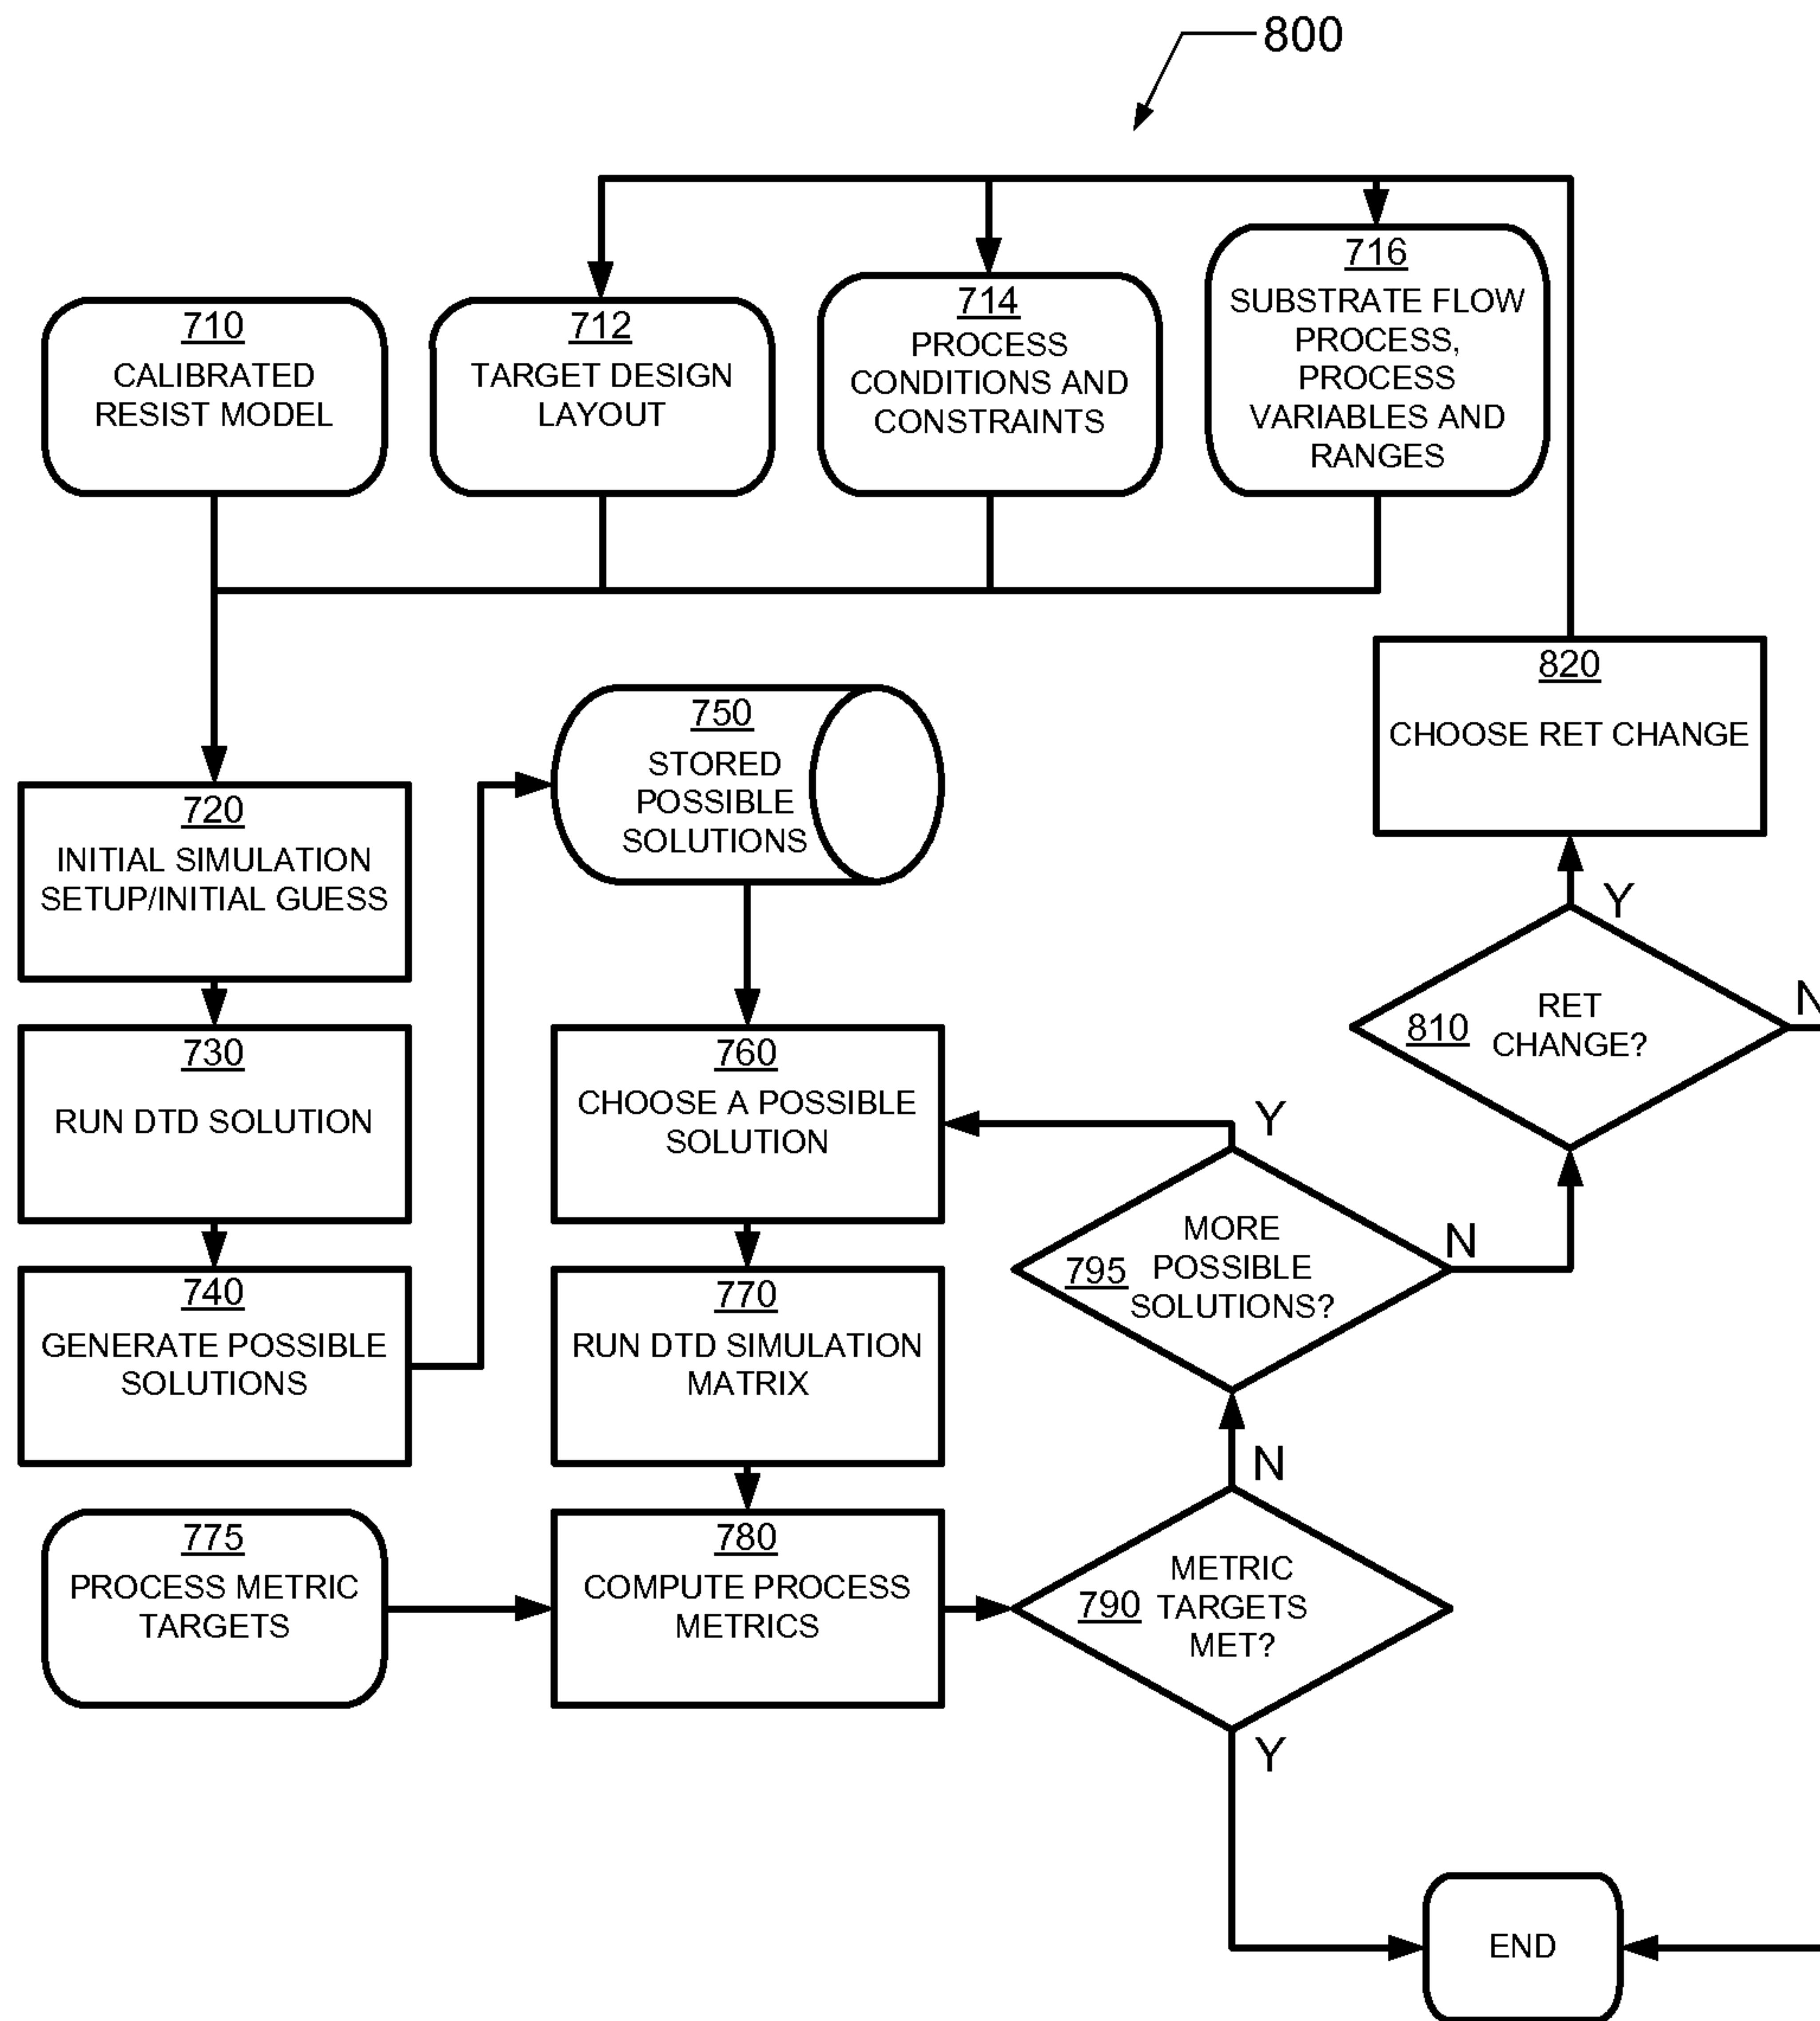 800
710
CALIBRATED
RESIST MODEL
712
TARGET DESIGN
LAYOUT
714
PROCESS
CONDITIONS AND
CONSTRAINTS
716
SUBSTRATE FLOW
PROCESS,
PROCESS
VARIABLES AND
RANGES
820
CHOOSE RET CHANGE
750
STORED
POSSIBLE
SOLUTIONS
720
INITIAL SIMULATION
SETUP/INITIAL GUESS
Y
810
RET
CHANGE?
N
730
RUN DTD SOLUTION
760
CHOOSE A POSSIBLE
SOLUTION
Y
795
MORE
POSSIBLE
SOLUTIONS?
N
740
GENERATE POSSIBLE
SOLUTIONS
770
RUN DTD SIMULATION
MATRIX
N
775
PROCESS METRIC
TARGETS
780
COMPUTE PROCESS
METRICS
790
METRIC
TARGETS
MET?
Y
END